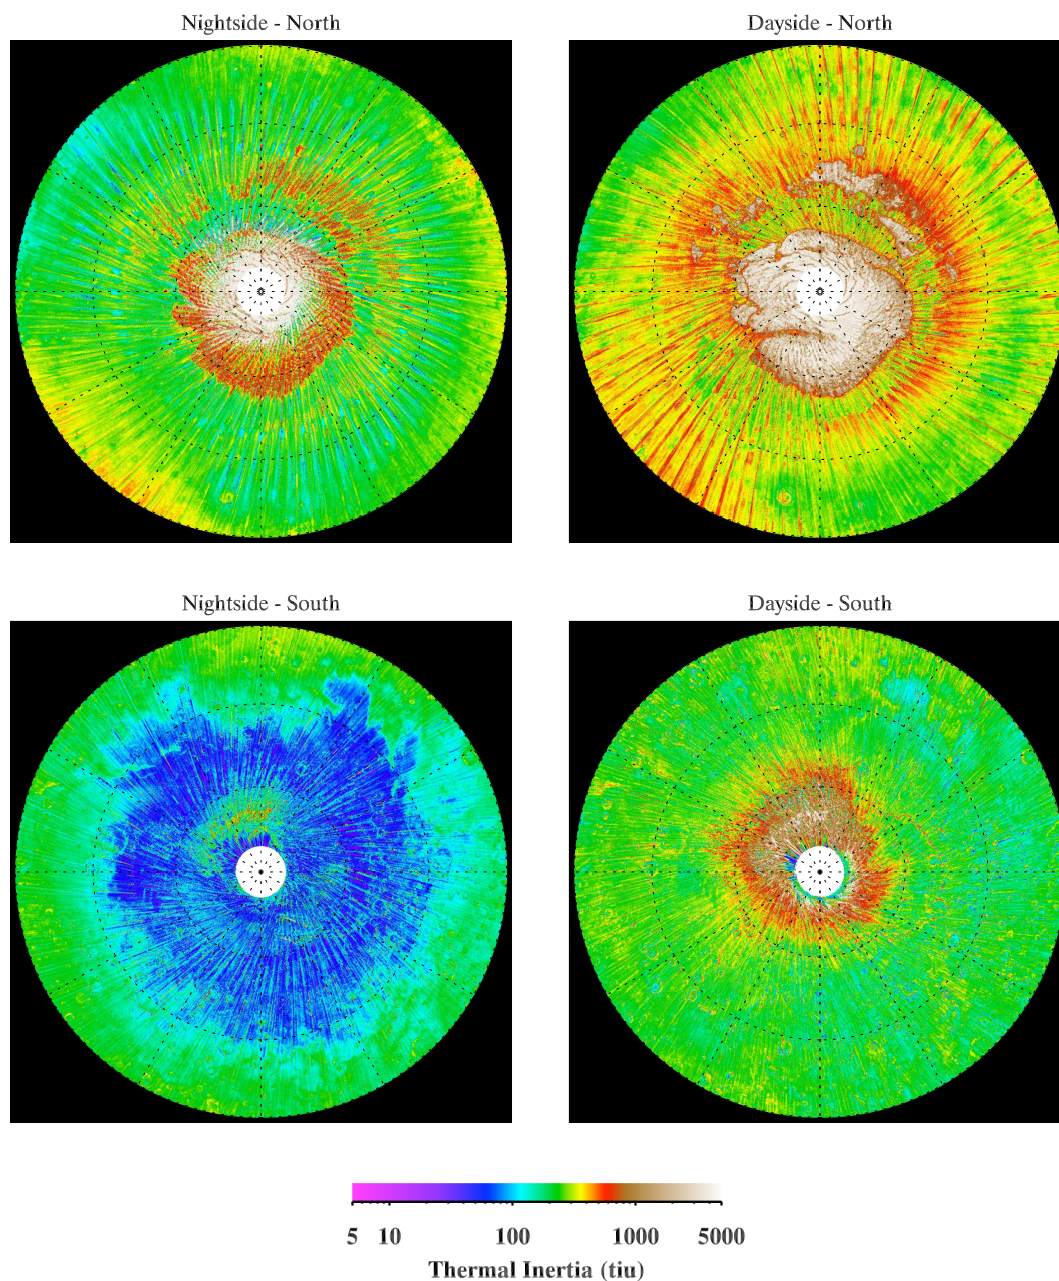 Nightside - North Dayside - North
Nightside - South Dayside - South
5 10 100 1000 5000
Thermal Inertia (tiu)